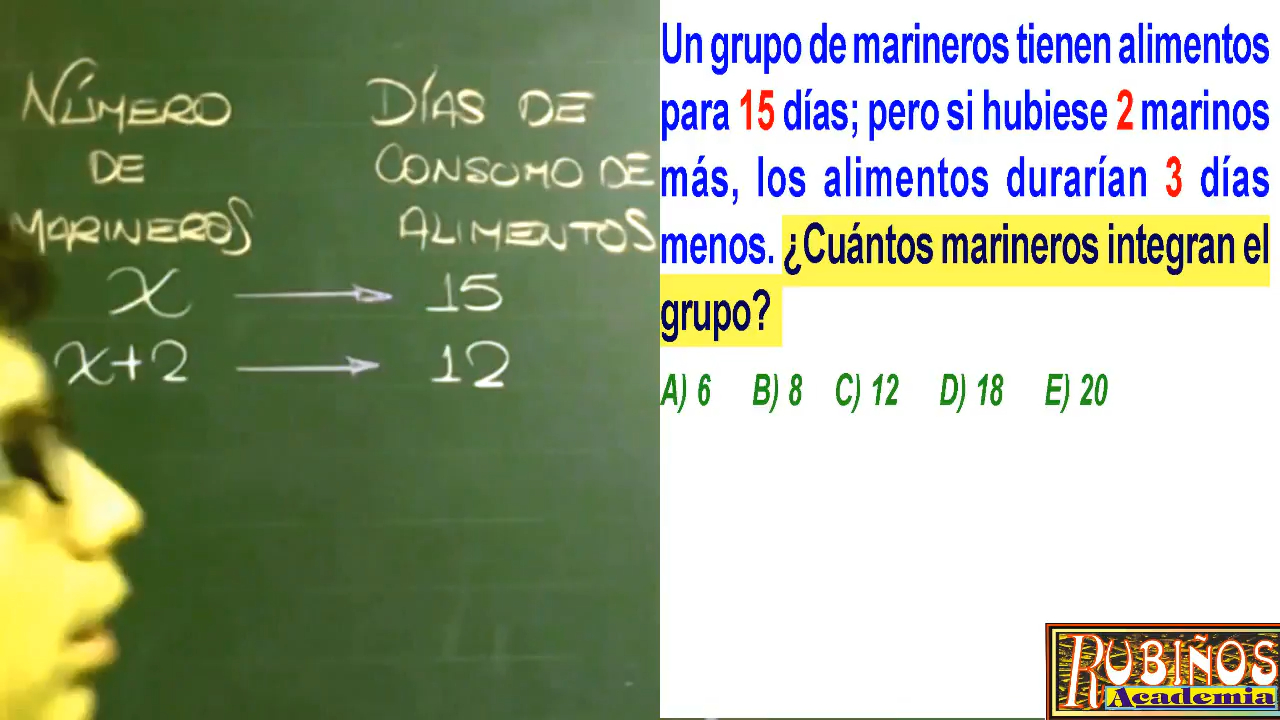 NÚMERO
DE
MARINEROS
DÍAS DE
CONSUMO DE
ALIMENTOS
x → 15
x+2 → 12
Un grupo de marineros tienen alimentos
para 15 días; pero si hubiese 2 marinos
más, los alimentos durarían 3 días
menos. ¿Cuántos marineros integran el
grupo?
A) 6 B) 8 C) 12 D) 18 E) 20
RUBIÑOS
Academia